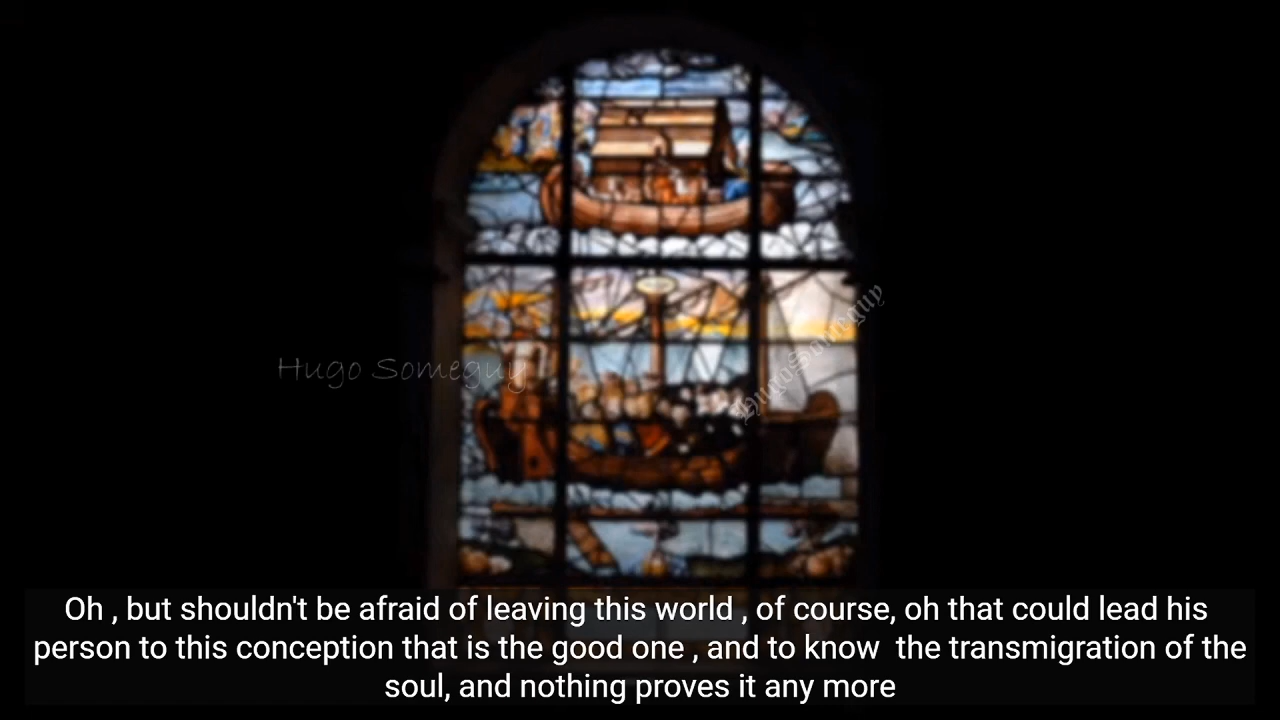 Hugo Someguy
HugoSomeguy
Oh , but shouldn't be afraid of leaving this world , of course, oh that could lead his
person to this conception that is the good one , and to know  the transmigration of the
soul, and nothing proves it any more